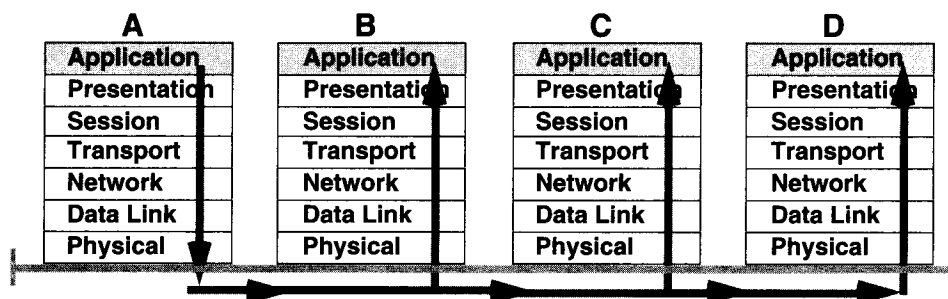 A B C D
Application Application Application Application
Presentation Presentation Presentation Presentation
Session Session Session Session
Transport Transport Transport Transport
Network Network Network Network
Data Link Data Link Data Link Data Link
Physical Physical Physical Physical